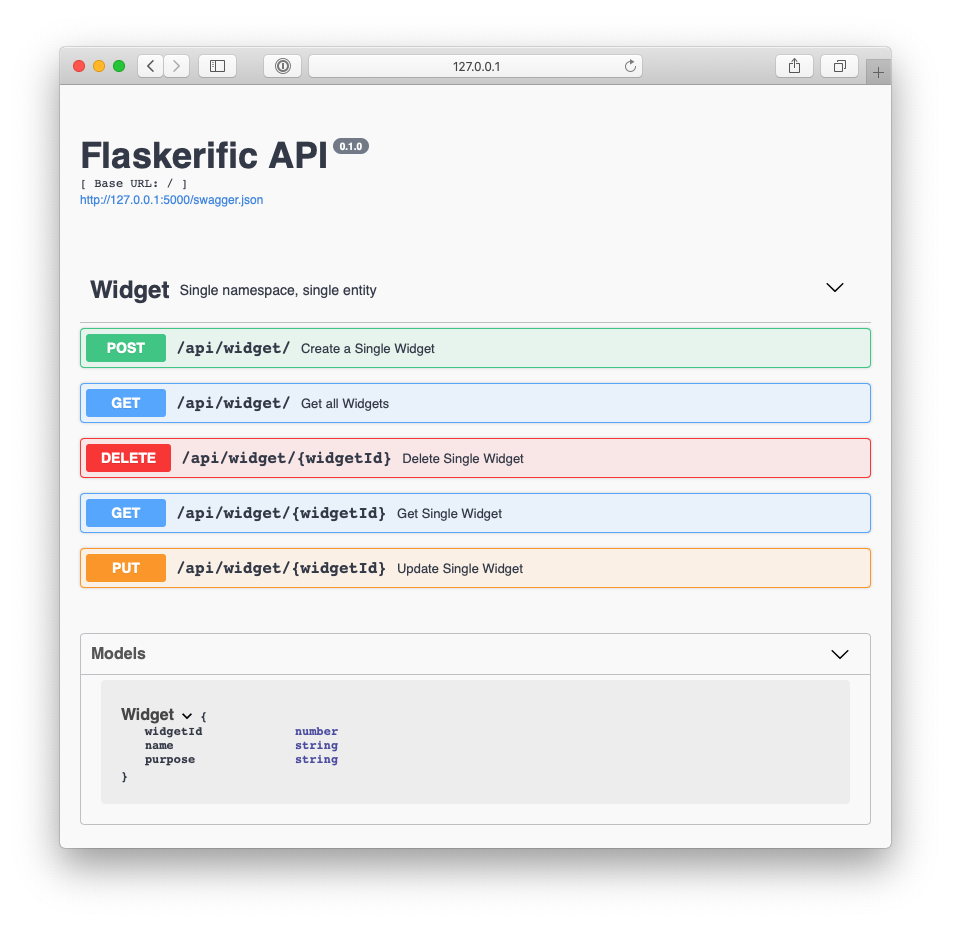 127.0.0.1
Flaskerific API 0.1.0
[ Base URL: / ]
http://127.0.0.1:5000/swagger.json
Widget Single namespace, single entity
POST /api/widget/ Create a Single Widget
GET /api/widget/ Get all Widgets
DELETE /api/widget/{widgetId} Delete Single Widget
GET /api/widget/{widgetId} Get Single Widget
PUT /api/widget/{widgetId} Update Single Widget
Models
Widget {
widgetId number
name string
purpose string
}